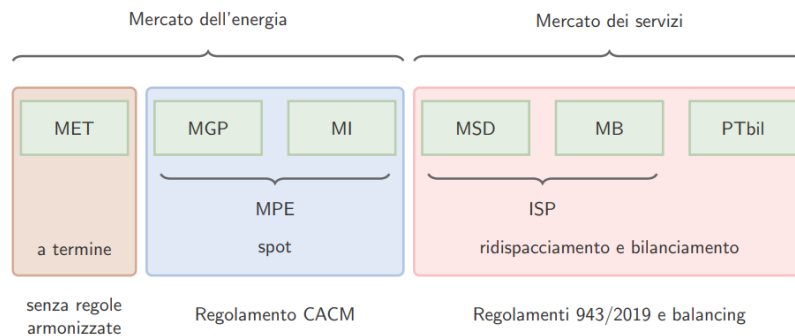 Mercato dell'energia
Mercato dei servizi
MET
MGP
MI
MSD
MB
PTbil
MPE
ISP
a termine
spot
ridispacciamento e bilanciamento
senza regole
armonizzate
Regolamento CACM
Regolamenti 943/2019 e balancing